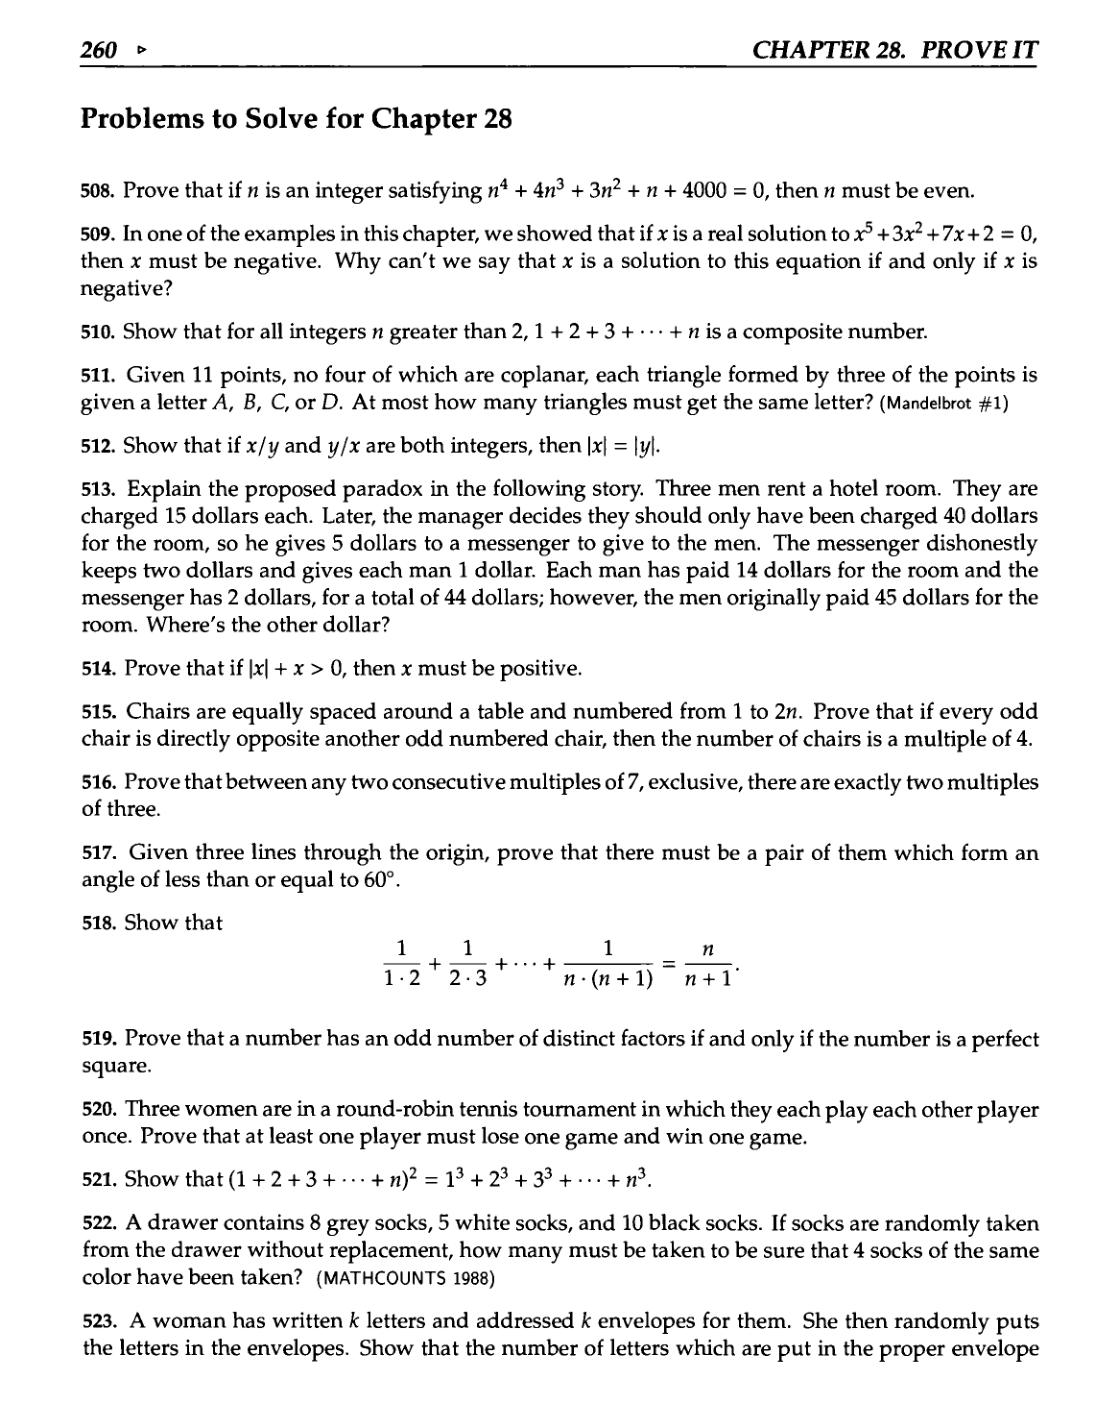 260 ▹ CHAPTER 28. PROVE IT
Problems to Solve for Chapter 28
508. Prove that if n is an integer satisfying n⁴ + 4n³ + 3n² + n + 4000 = 0, then n must be even.
509. In one of the examples in this chapter, we showed that if x is a real solution to x⁵ + 3x² + 7x + 2 = 0,
then x must be negative. Why can't we say that x is a solution to this equation if and only if x is
negative?
510. Show that for all integers n greater than 2, 1 + 2 + 3 + ··· + n is a composite number.
511. Given 11 points, no four of which are coplanar, each triangle formed by three of the points is
given a letter A, B, C, or D. At most how many triangles must get the same letter? (Mandelbrot #1)
512. Show that if x/y and y/x are both integers, then |x| = |y|.
513. Explain the proposed paradox in the following story. Three men rent a hotel room. They are
charged 15 dollars each. Later, the manager decides they should only have been charged 40 dollars
for the room, so he gives 5 dollars to a messenger to give to the men. The messenger dishonestly
keeps two dollars and gives each man 1 dollar. Each man has paid 14 dollars for the room and the
messenger has 2 dollars, for a total of 44 dollars; however, the men originally paid 45 dollars for the
room. Where's the other dollar?
514. Prove that if |x| + x > 0, then x must be positive.
515. Chairs are equally spaced around a table and numbered from 1 to 2n. Prove that if every odd
chair is directly opposite another odd numbered chair, then the number of chairs is a multiple of 4.
516. Prove that between any two consecutive multiples of 7, exclusive, there are exactly two multiples
of three.
517. Given three lines through the origin, prove that there must be a pair of them which form an
angle of less than or equal to 60°.
518. Show that
1/(1 · 2) + 1/(2 · 3) + ··· + 1/(n · (n + 1)) = n/(n + 1).
519. Prove that a number has an odd number of distinct factors if and only if the number is a perfect
square.
520. Three women are in a round-robin tennis tournament in which they each play each other player
once. Prove that at least one player must lose one game and win one game.
521. Show that (1 + 2 + 3 + ··· + n)² = 1³ + 2³ + 3³ + ··· + n³.
522. A drawer contains 8 grey socks, 5 white socks, and 10 black socks. If socks are randomly taken
from the drawer without replacement, how many must be taken to be sure that 4 socks of the same
color have been taken? (MATHCOUNTS 1988)
523. A woman has written k letters and addressed k envelopes for them. She then randomly puts
the letters in the envelopes. Show that the number of letters which are put in the proper envelope